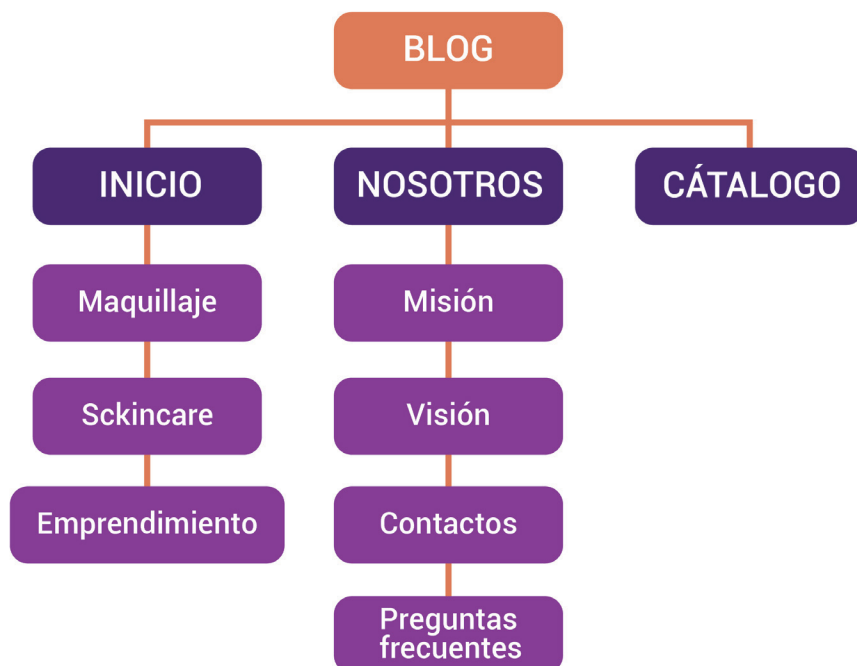 BLOG
INICIO
NOSOTROS
CÁTALOGO
Maquillaje
Misión
Sckincare
Visión
Emprendimiento
Contactos
Preguntas
frecuentes